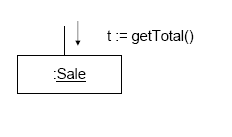 t := getTotal()
:Sale